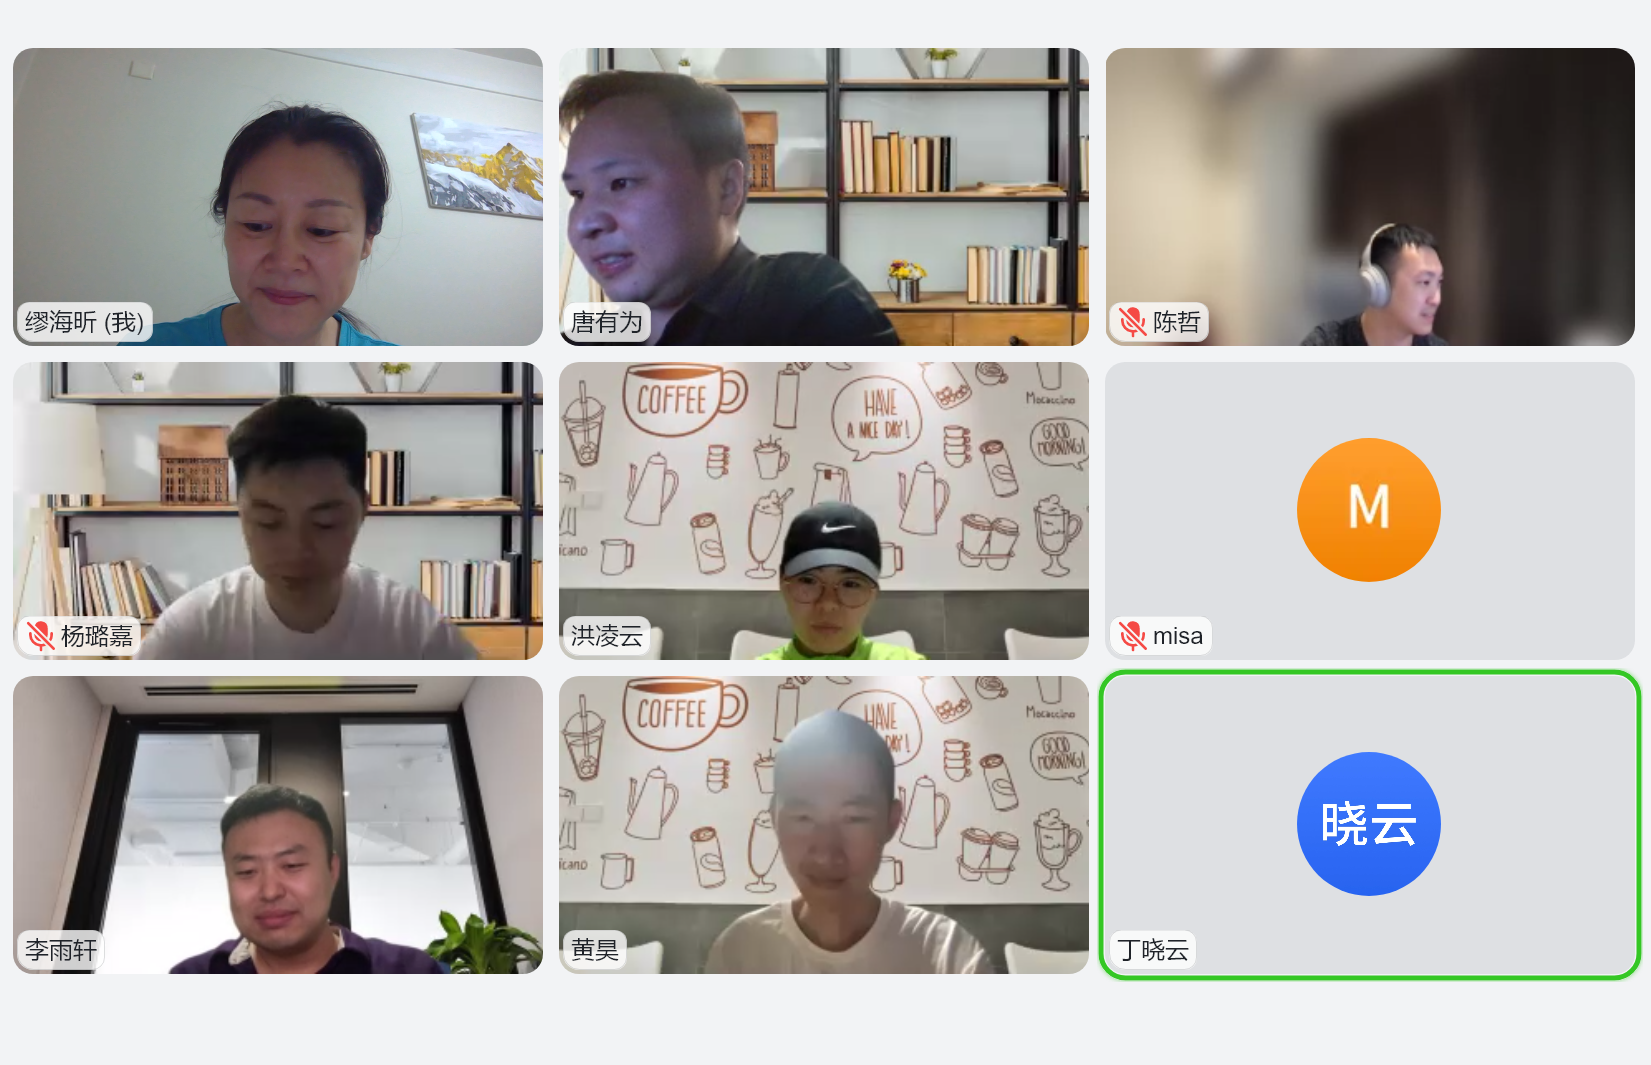 缪海昕 (我)
唐有为
陈哲
COFFEE
HAVE
A NICE DAY!
Mocaccino
GOOD
MORNING!
icano
杨璐嘉
洪凌云
M
misa
COFFEE
HAVE
DAY!
Mocaccino
GOOD
MORNING!
icano
晓云
李雨轩
黄昊
丁晓云